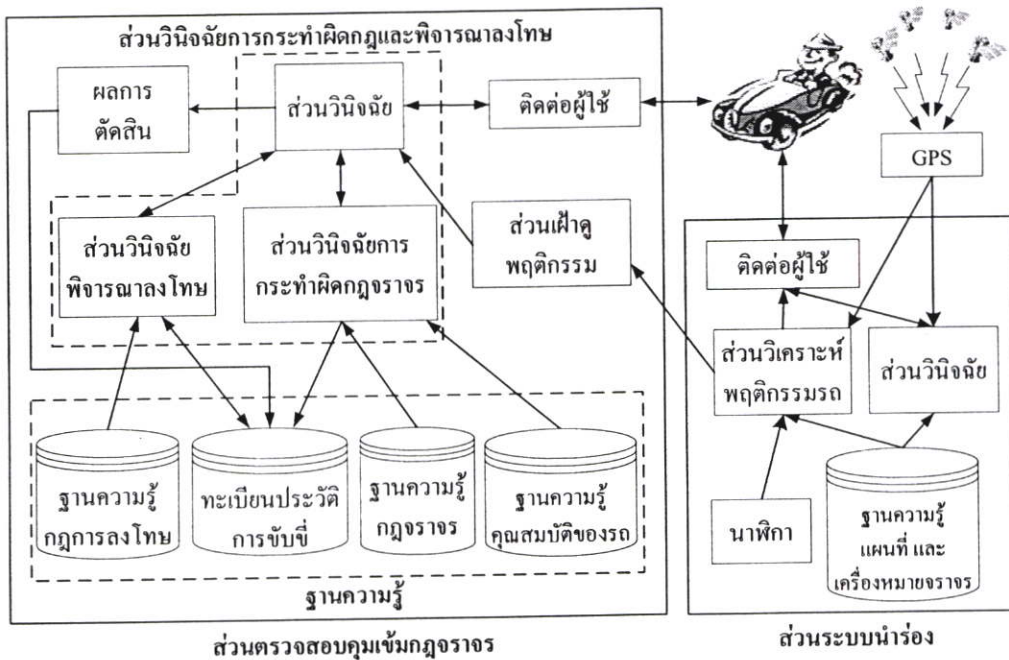 ส่วนวินิจฉัยการกระทำผิดกฎและพิจารณาลงโทษ
ผลการ
ตัดสิน
ส่วนวินิจฉัย
ติดต่อผู้ใช้
GPS
ส่วนวินิจฉัย
พิจารณาลงโทษ
ส่วนวินิจฉัยการ
กระทำผิดกฎจราจร
ส่วนเฝ้าดู
พฤติกรรม
ติดต่อผู้ใช้
ส่วนวิเคราะห์
พฤติกรรมรถ
ส่วนวินิจฉัย
ฐานความรู้
กฎการลงโทษ
ทะเบียนประวัติ
การขับขี่
ฐานความรู้
กฎจราจร
ฐานความรู้
คุณสมบัติของรถ
นาฬิกา
ฐานความรู้
แผนที่ และ
เครื่องหมายจราจร
ฐานความรู้
ส่วนตรวจสอบคุมเข้มกฎจราจร
ส่วนระบบนำร่อง